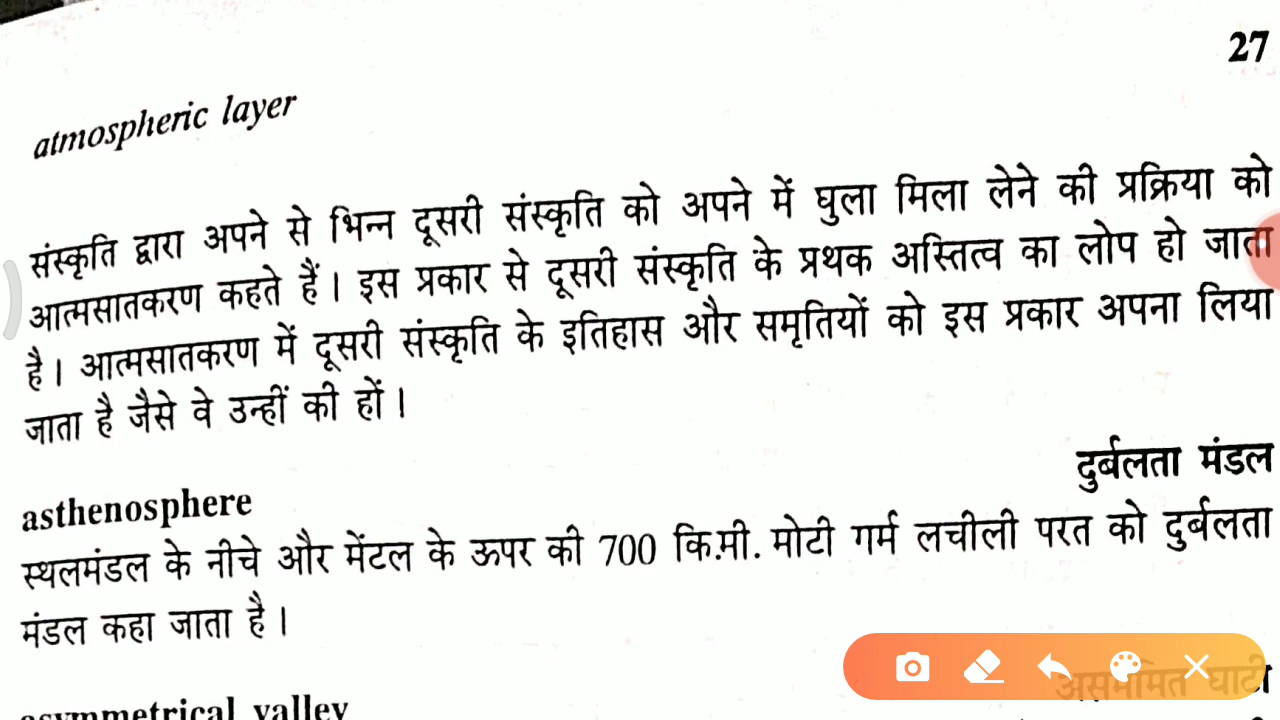 27
atmospheric layer
संस्कृति द्वारा अपने से भिन्न दूसरी संस्कृति को अपने में घुला मिला लेने की प्रक्रिया को
आत्मसातकरण कहते हैं । इस प्रकार से दूसरी संस्कृति के प्रथक अस्तित्व का लोप हो जाता
है । आत्मसातकरण में दूसरी संस्कृति के इतिहास और समृतियों को इस प्रकार अपना लिया
जाता है जैसे वे उन्हीं की हों ।
asthenosphere दुर्बलता मंडल
स्थलमंडल के नीचे और मेंटल के ऊपर की 700 कि.मी. मोटी गर्म लचीली परत को दुर्बलता
मंडल कहा जाता है ।
asymmetrical valley असममित घाटी